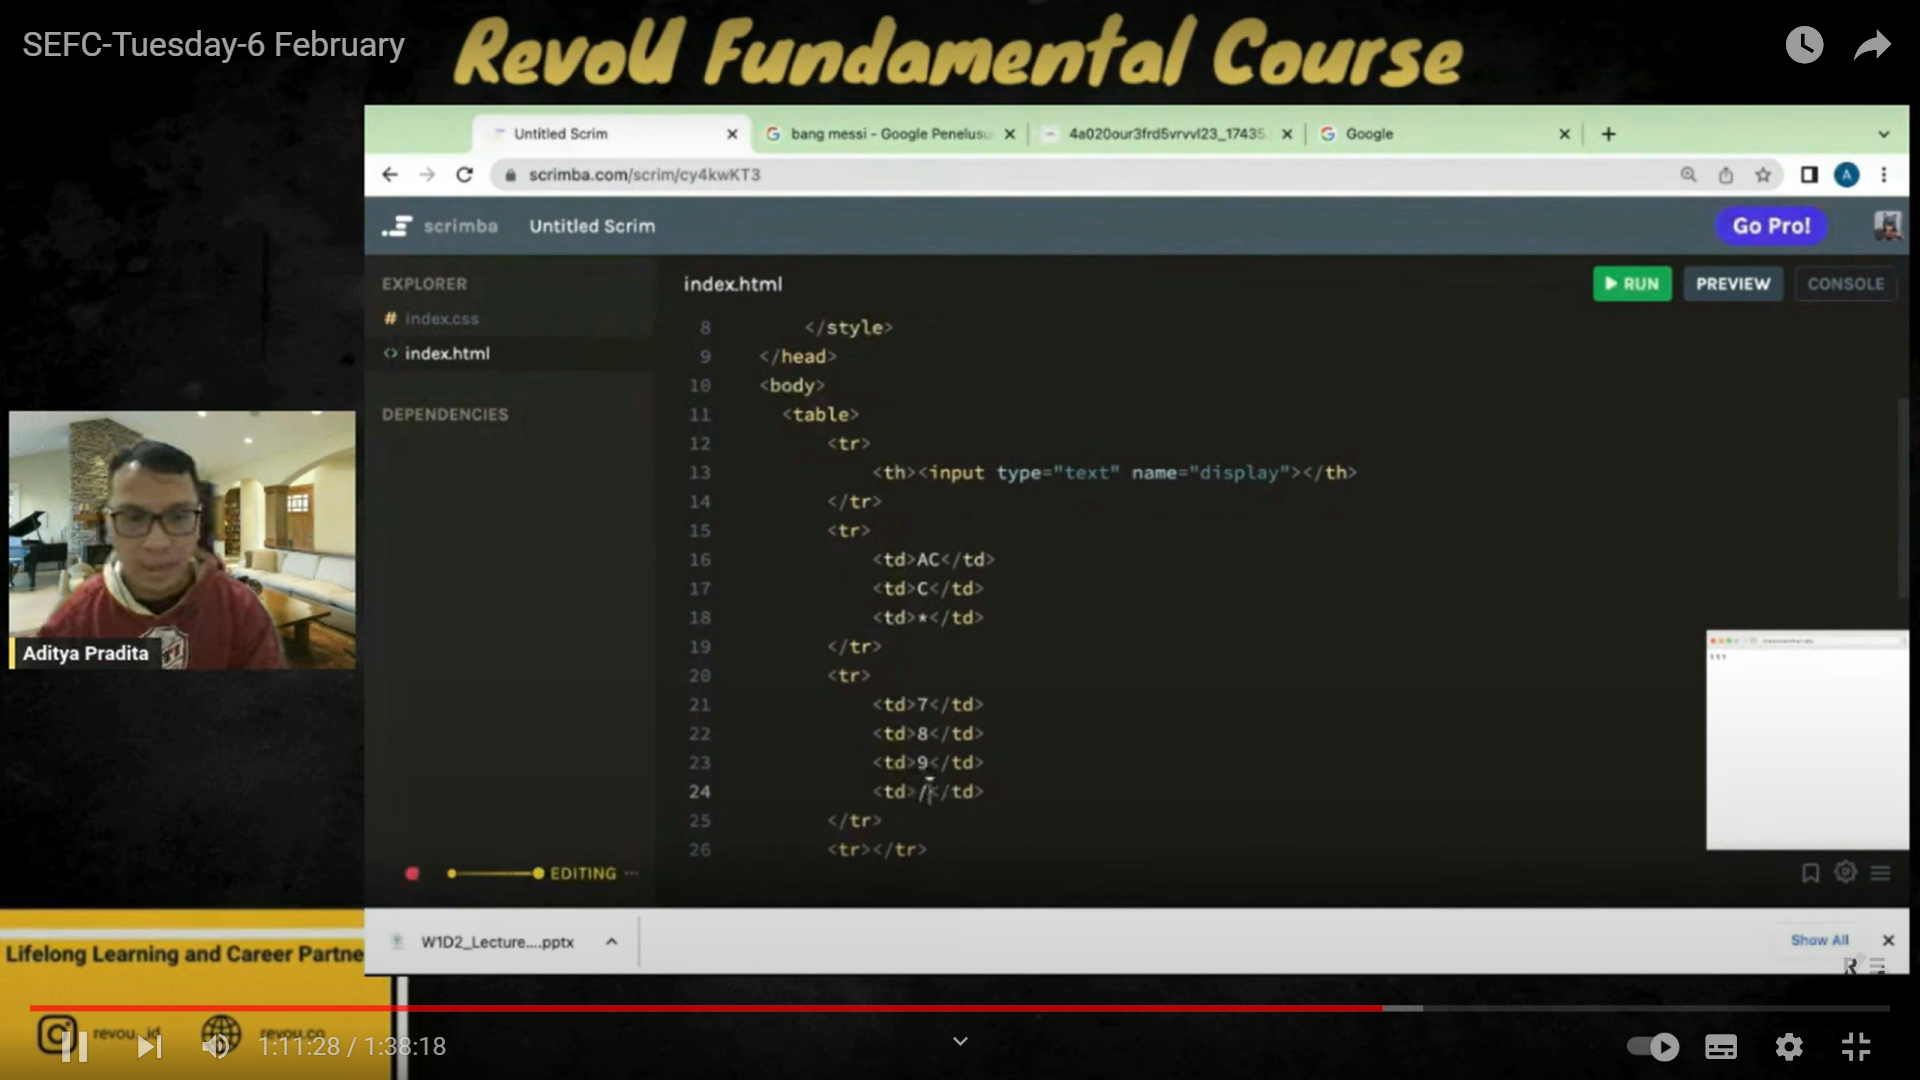 SEFC-Tuesday-6 February
RevoU Fundamental Course
Untitled Scrim
bang messi - Google Penelusu
4a020our3frd5vrvvl23_17435
Google
scrimba.com/scrim/cy4kwKT3
A
scrimba
Untitled Scrim
Go Pro!
EXPLORER
index.css
index.html
DEPENDENCIES
index.html
RUN
PREVIEW
CONSOLE
8 </style>
9 </head>
10 <body>
11 <table>
12 <tr>
13 <th><input type="text" name="display"></th>
14 </tr>
15 <tr>
16 <td>AC</td>
17 <td>C</td>
18 <td>*</td>
19 </tr>
20 <tr>
21 <td>7</td>
22 <td>8</td>
23 <td>9</td>
24 <td>/</td>
25 </tr>
26 <tr></tr>
EDITING ...
Aditya Pradita
W1D2_Lecture....pptx
Show All
Lifelong Learning and Career Partne
revou_id
revou.co
1:11:28 / 1:38:18